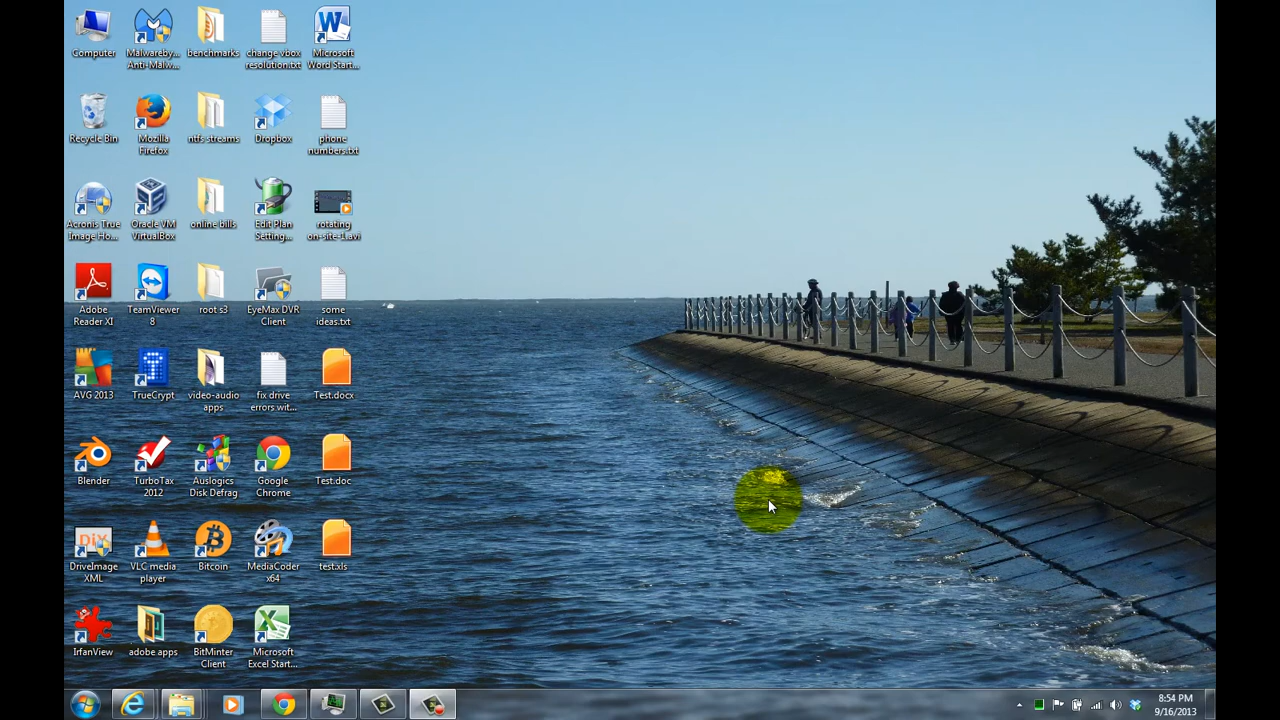 Computer
Malwareby...
Anti-Malw...
benchmarks
change vbox
resolution.txt
Microsoft
Word Start...
Recycle Bin
Mozilla
Firefox
ntfs streams
Dropbox
phone
numbers.txt
Acronis True
Image Ho...
Oracle VM
VirtualBox
online bills
Edit Plan
Setting...
rotating
on-site-1.avi
Adobe
Reader XI
TeamViewer
8
root s3
EyeMax DVR
Client
some
ideas.txt
AVG 2013
TrueCrypt
video-audio
apps
fix drive
errors wit...
Test.docx
Blender
TurboTax
2012
Auslogics
Disk Defrag
Google
Chrome
Test.doc
DiX
DriveImage
XML
VLC media
player
Bitcoin
MediaCoder
x64
test.xls
IrfanView
adobe apps
BitMinter
Client
Microsoft
Excel Start...
8:54 PM
9/16/2013